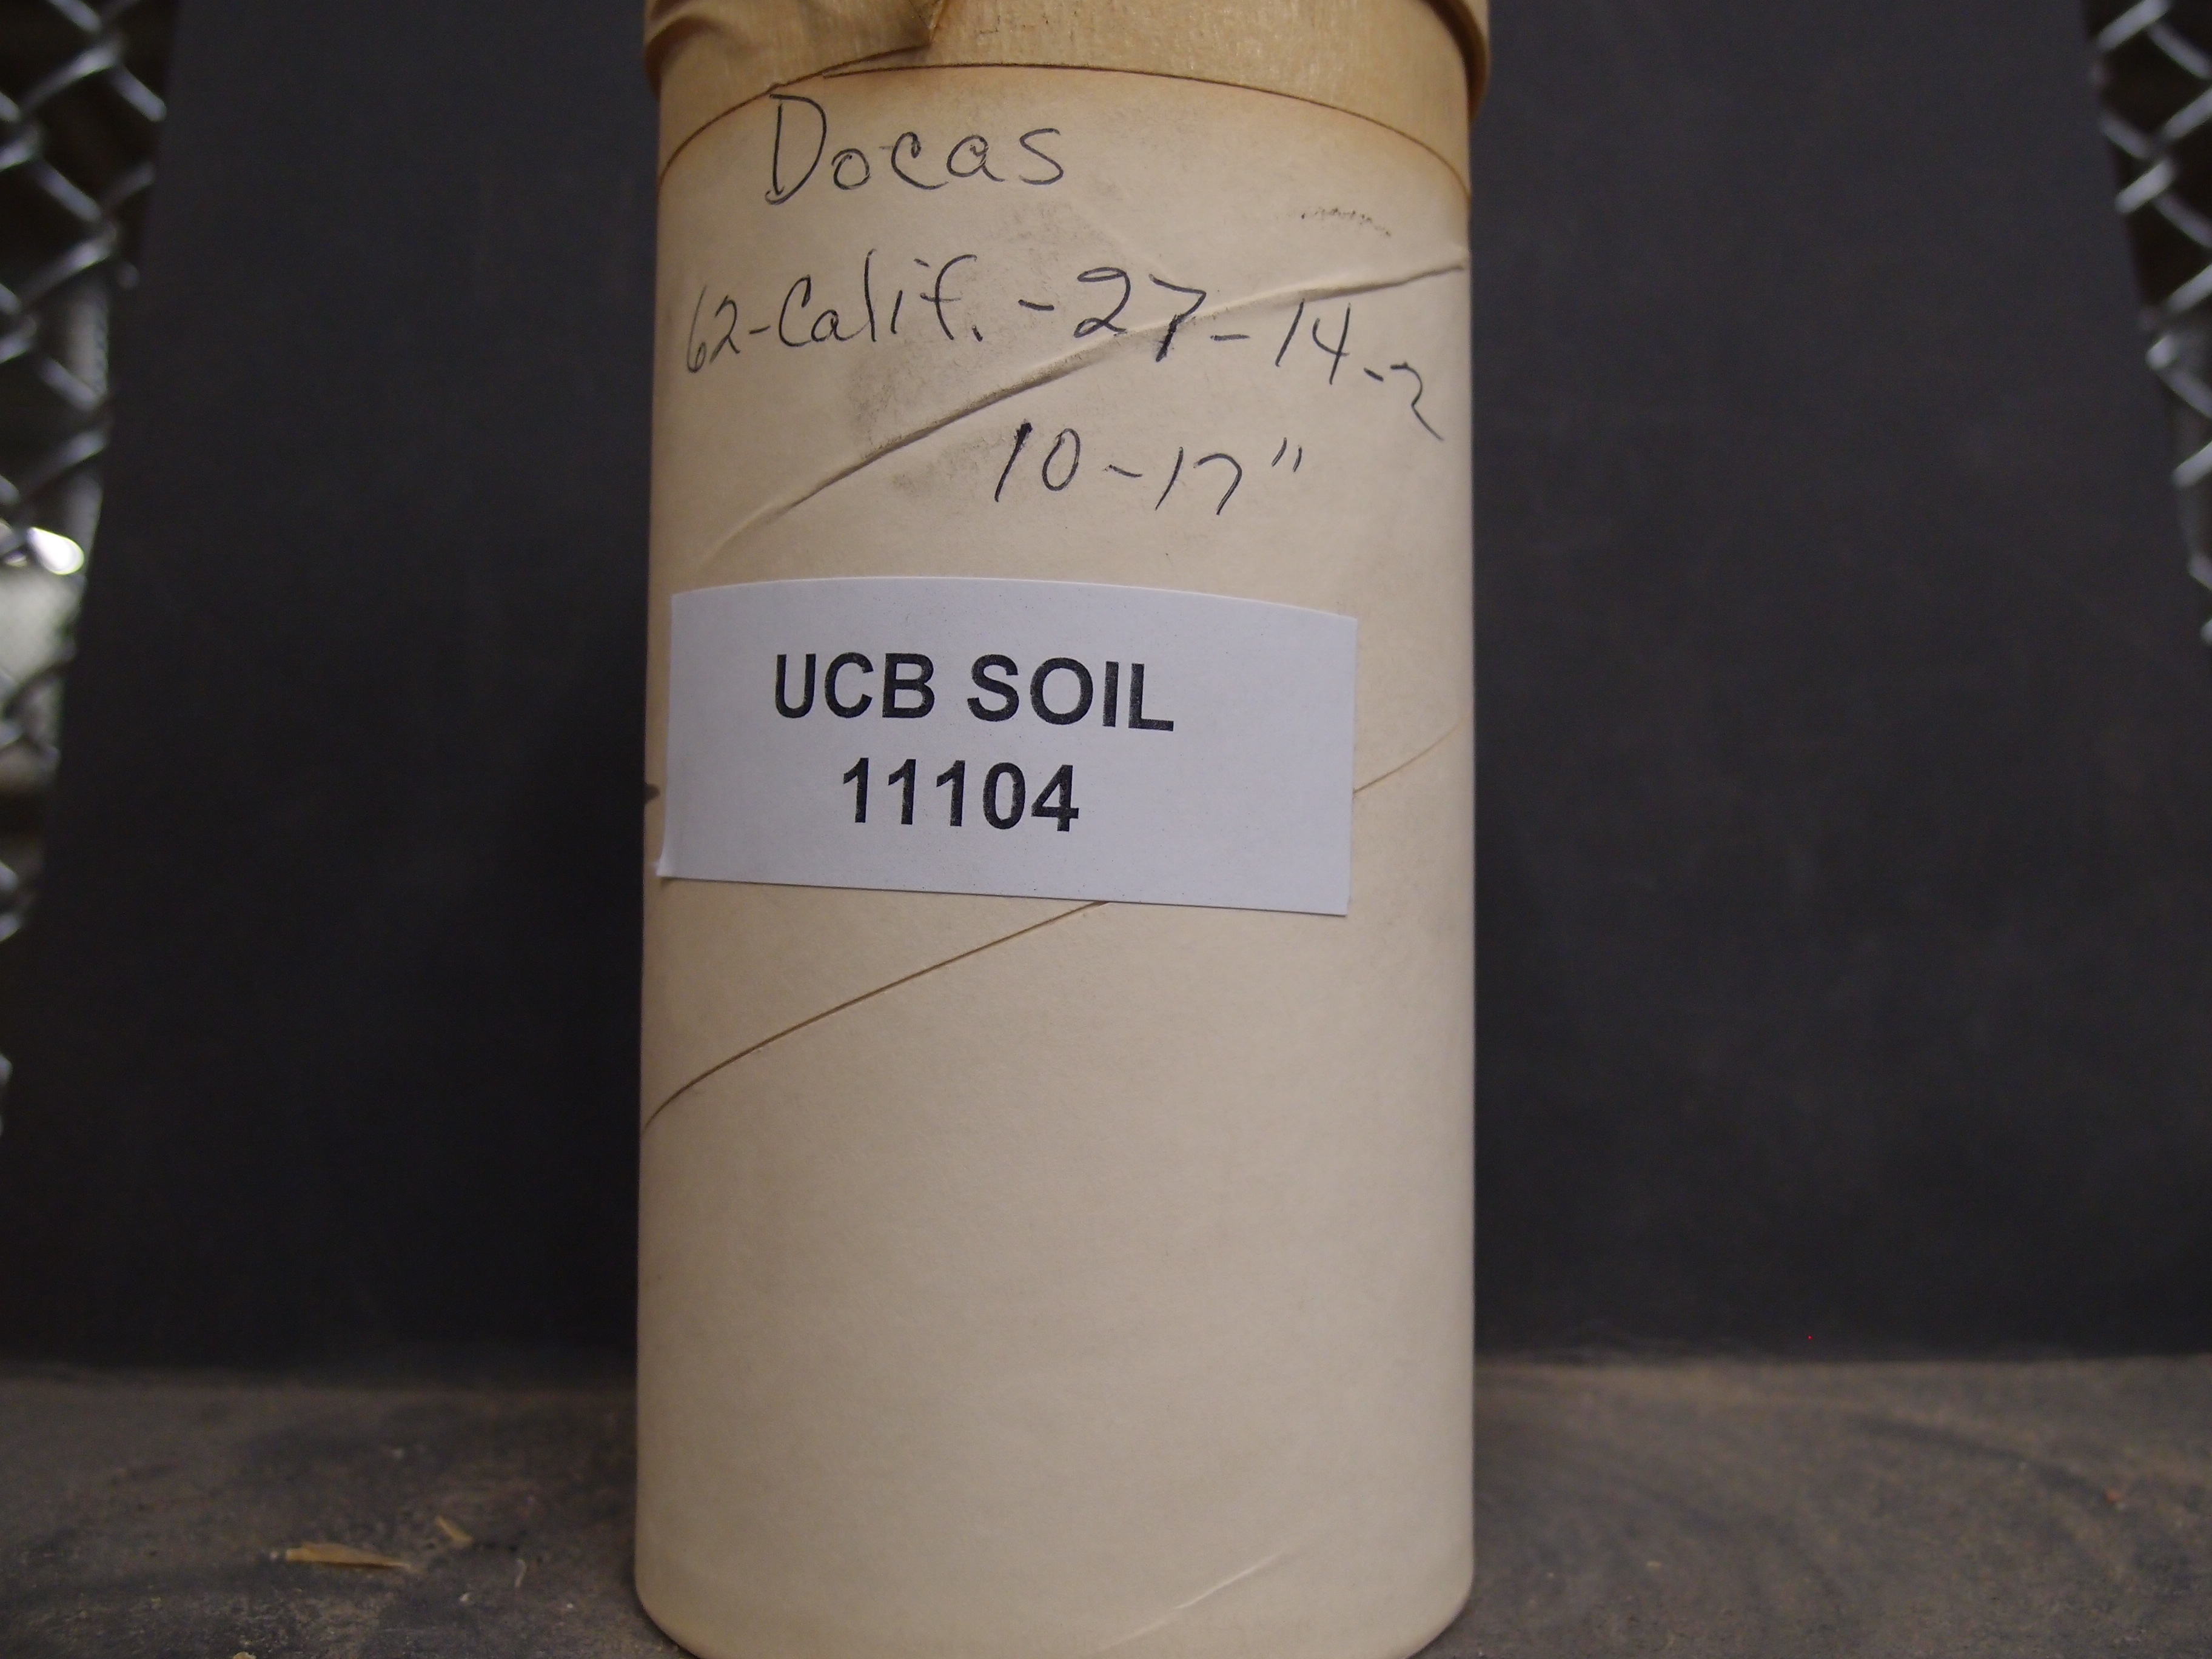 Docas
62-Calif.-27-14-2
10-17"
UCB SOIL
11104